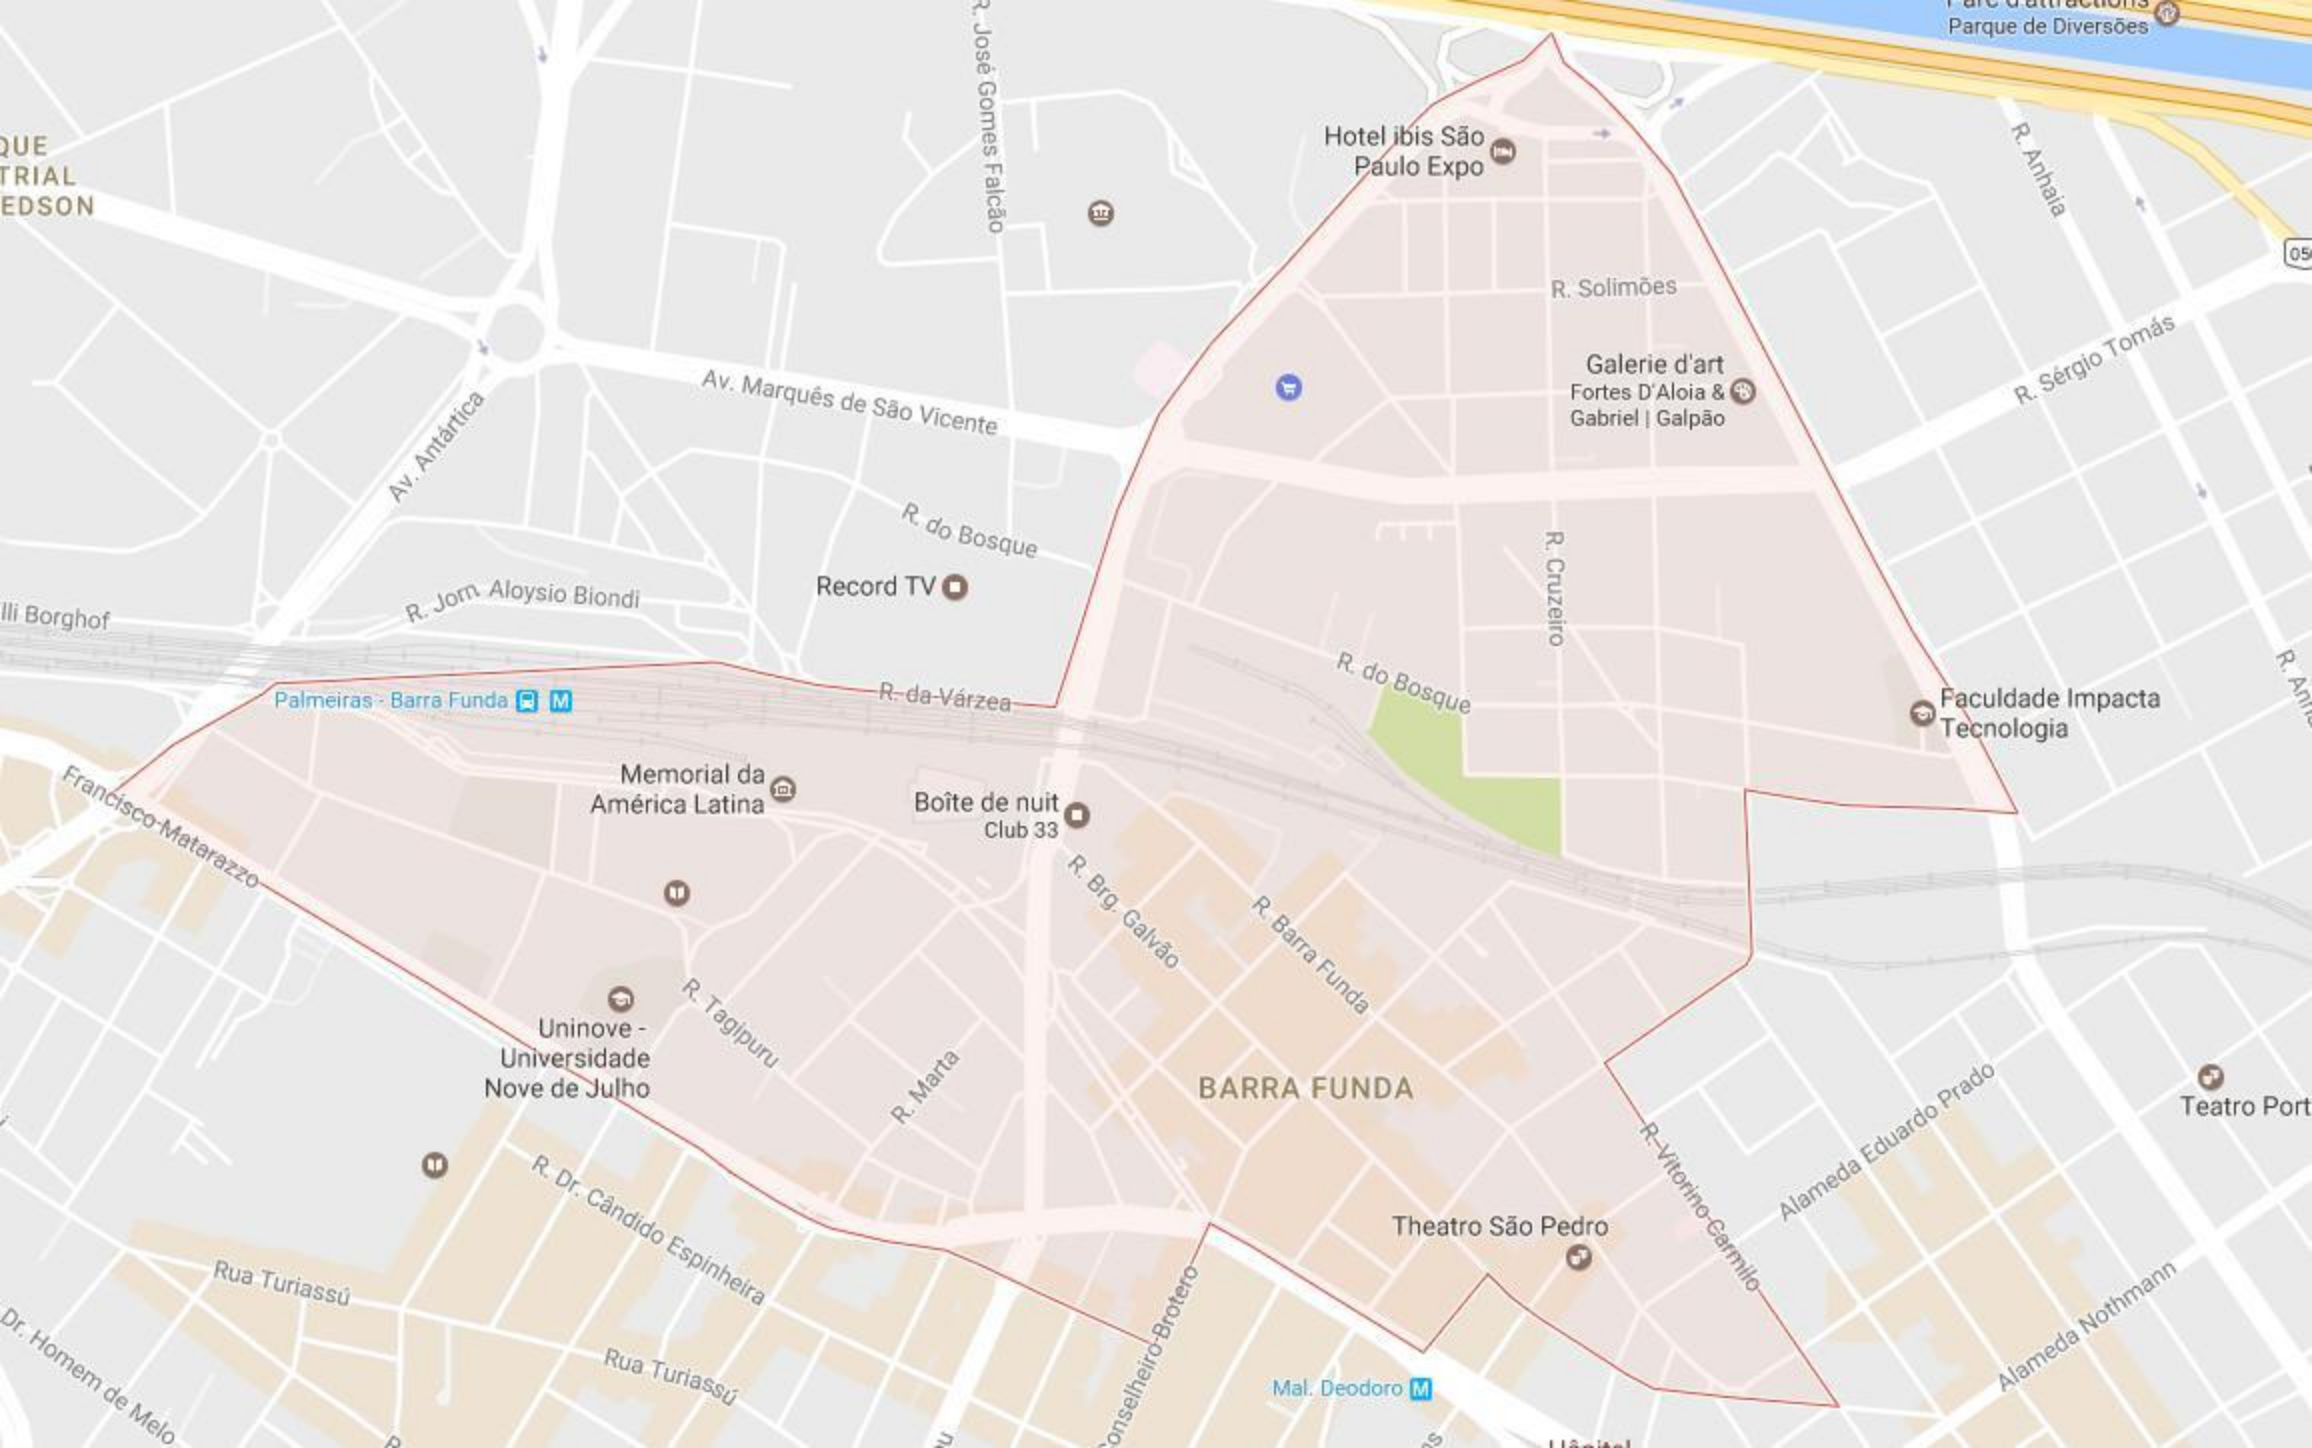 Parque de Diversões
R. José Gomes Falcão
Hotel ibis São
Paulo Expo
R. Anhaia
EDSON
R. Solimões
R. Sérgio Tomás
Galerie d'art
Fortes D'Aloia &
Gabriel | Galpão
Av. Marquês de São Vicente
Av. Antártica
R. do Bosque
R. Cruzeiro
Record TV
R. Jorn. Aloysio Biondi
Borghof
R. do Bosque
Palmeiras - Barra Funda M
R. da Várzea
Faculdade Impacta
Tecnologia
Francisco Matarazzo
Memorial da
América Latina
Boîte de nuit
Club 33
R. Brg. Galvão
R. Barra Funda
R. Tagipuru
Uninove -
Universidade
Nove de Julho
R. Marta
BARRA FUNDA
Alameda Eduardo Prado
Teatro Port
R. Vitorino Carmilo
R. Dr. Cândido Espinheira
Theatro São Pedro
Rua Turiassú
Alameda Nothmann
Conselheiro Brotero
Dr. Homem de Melo
Rua Turiassú
Mal. Deodoro M